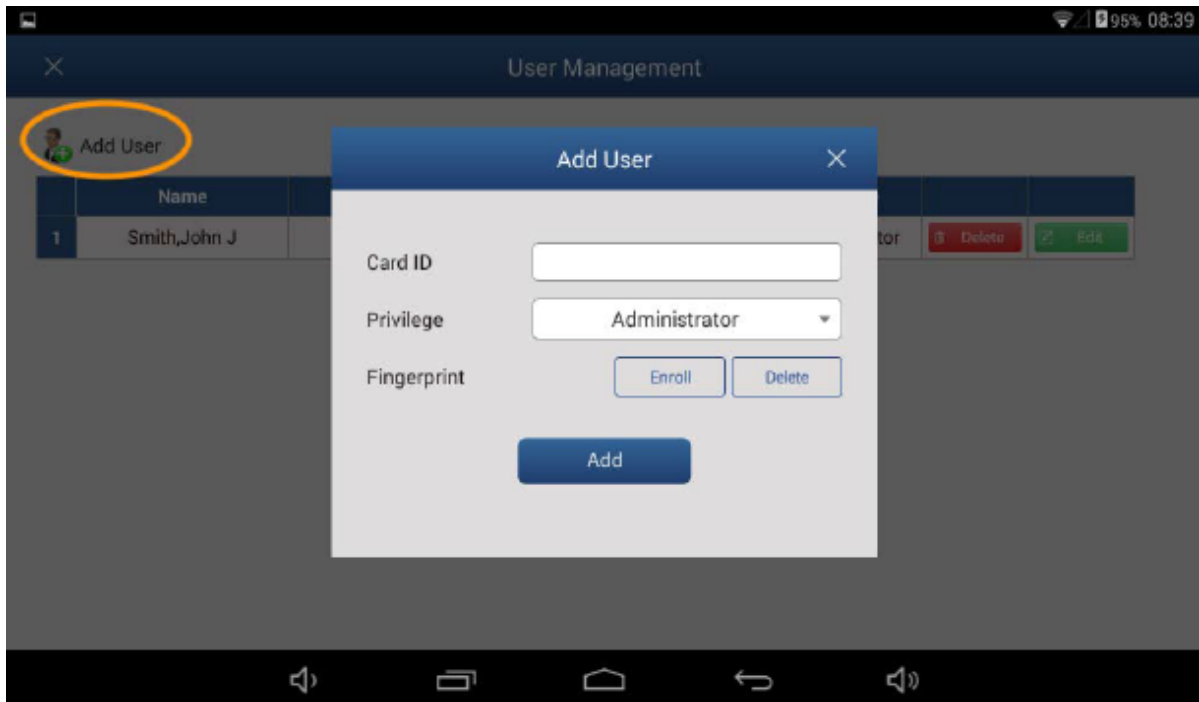 95% 08:39
User Management
Add User
Add User
Name
1 Smith,John J tor Delete Edit
Card ID
Privilege Administrator
Fingerprint Enroll Delete
Add